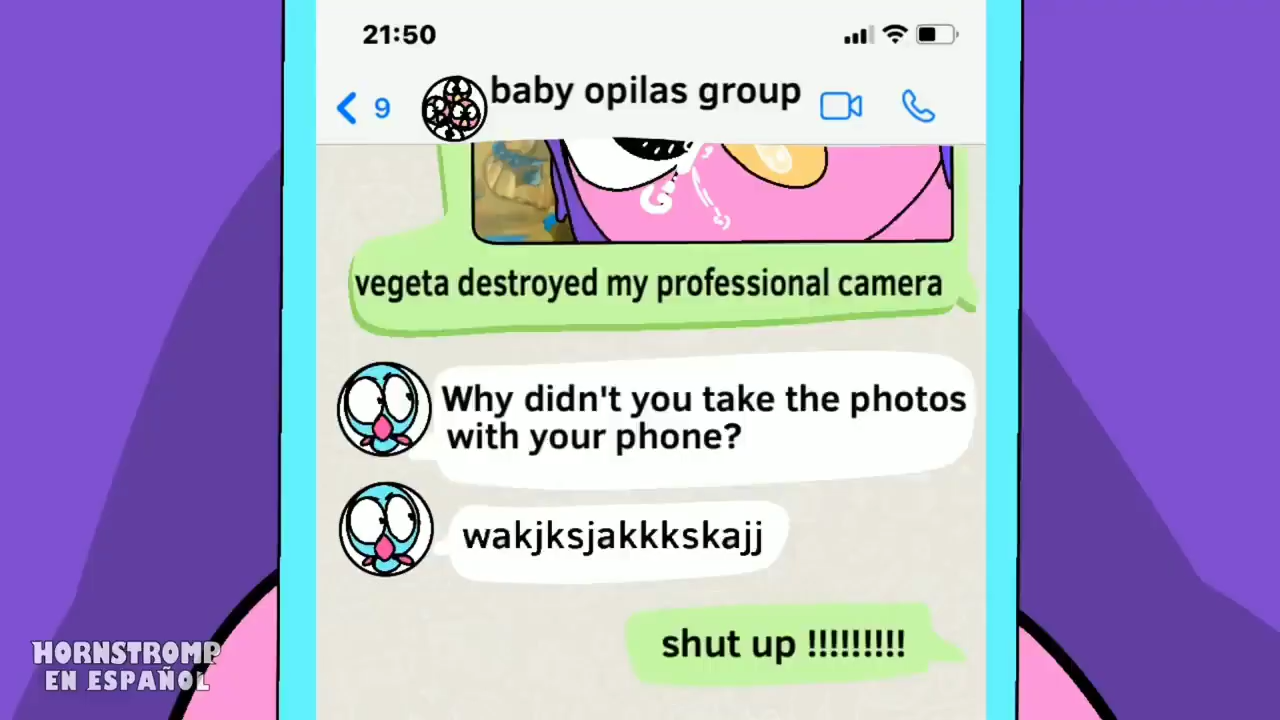 21:50
9
baby opilas group
vegeta destroyed my professional camera
Why didn't you take the photos
with your phone?
wakjksjakkkskajj
shut up !!!!!!!!!
HORNSTROMP
EN ESPAÑOL